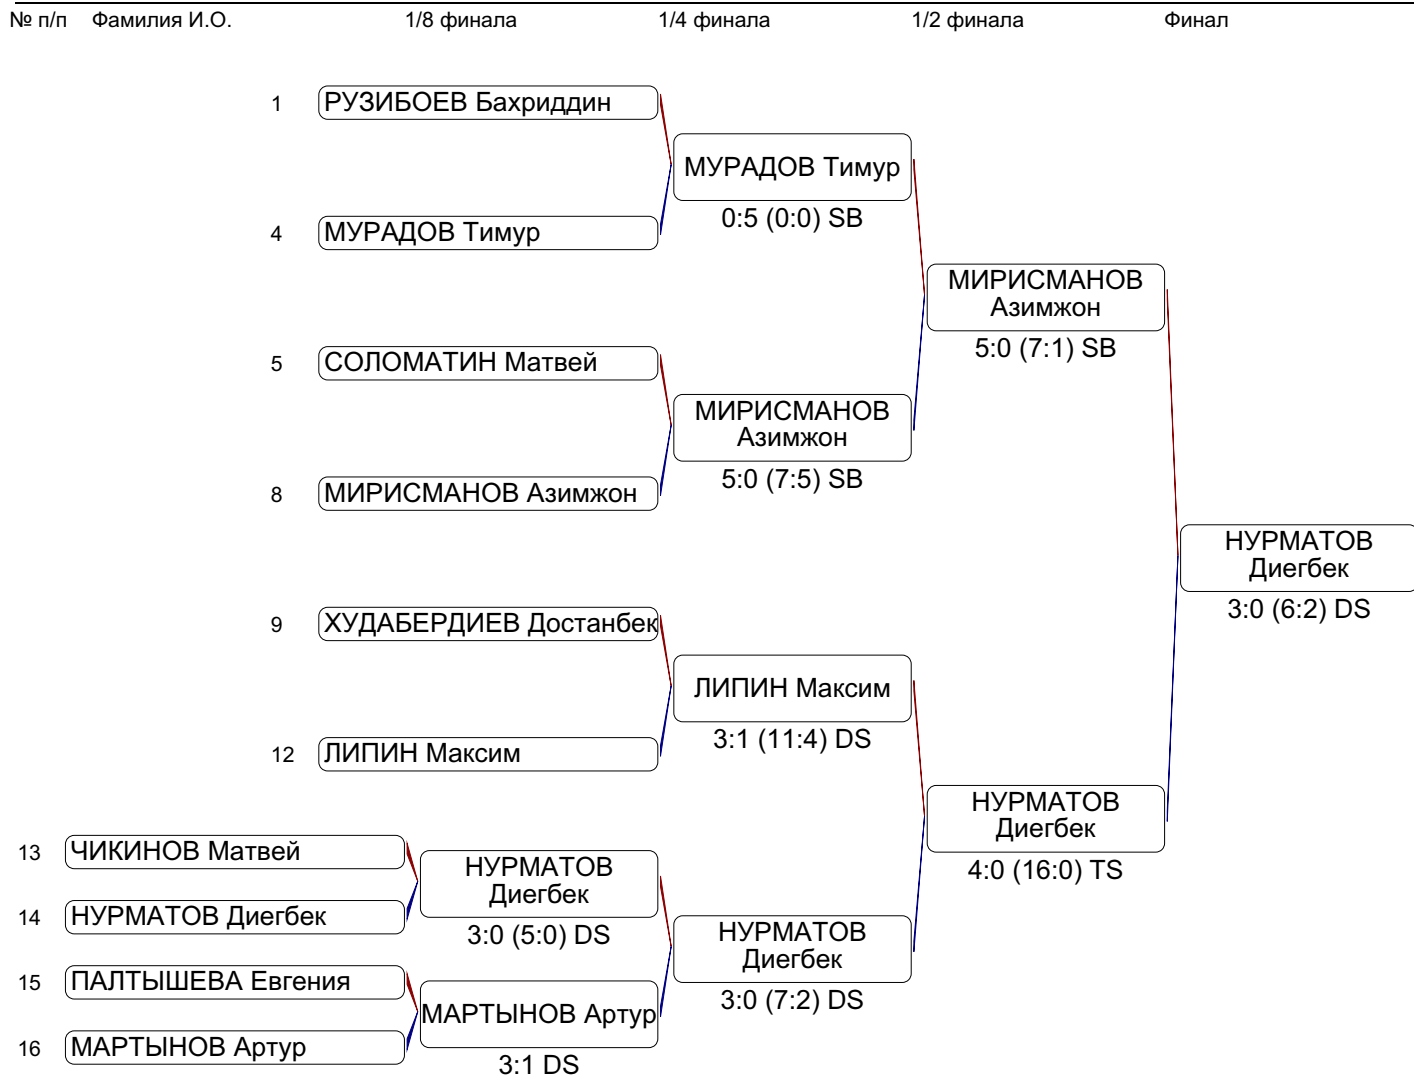 № п/п Фамилия И.О. 1/8 финала 1/4 финала 1/2 финала Финал
1 РУЗИБОЕВ Бахриддин
МУРАДОВ Тимур
0:5 (0:0) SB
4 МУРАДОВ Тимур
МИРИСМАНОВ
Азимжон
5:0 (7:1) SB
5 СОЛОМАТИН Матвей
МИРИСМАНОВ
Азимжон
5:0 (7:5) SB
8 МИРИСМАНОВ Азимжон
НУРМАТОВ
Диегбек
3:0 (6:2) DS
9 ХУДАБЕРДИЕВ Достанбек
ЛИПИН Максим
3:1 (11:4) DS
12 ЛИПИН Максим
НУРМАТОВ
Диегбек
4:0 (16:0) TS
13 ЧИКИНОВ Матвей
НУРМАТОВ
Диегбек
3:0 (5:0) DS
14 НУРМАТОВ Диегбек
НУРМАТОВ
Диегбек
3:0 (7:2) DS
15 ПАЛТЫШЕВА Евгения
МАРТЫНОВ Артур
3:1 DS
16 МАРТЫНОВ Артур